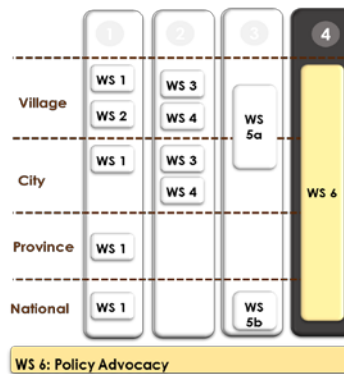 1 2 3 4
Village
WS 1
WS 2
WS 3
WS 4
WS
5a
City
WS 1
WS 3
WS 4
WS 6
Province
WS 1
National
WS 1
WS
5b
WS 6: Policy Advocacy